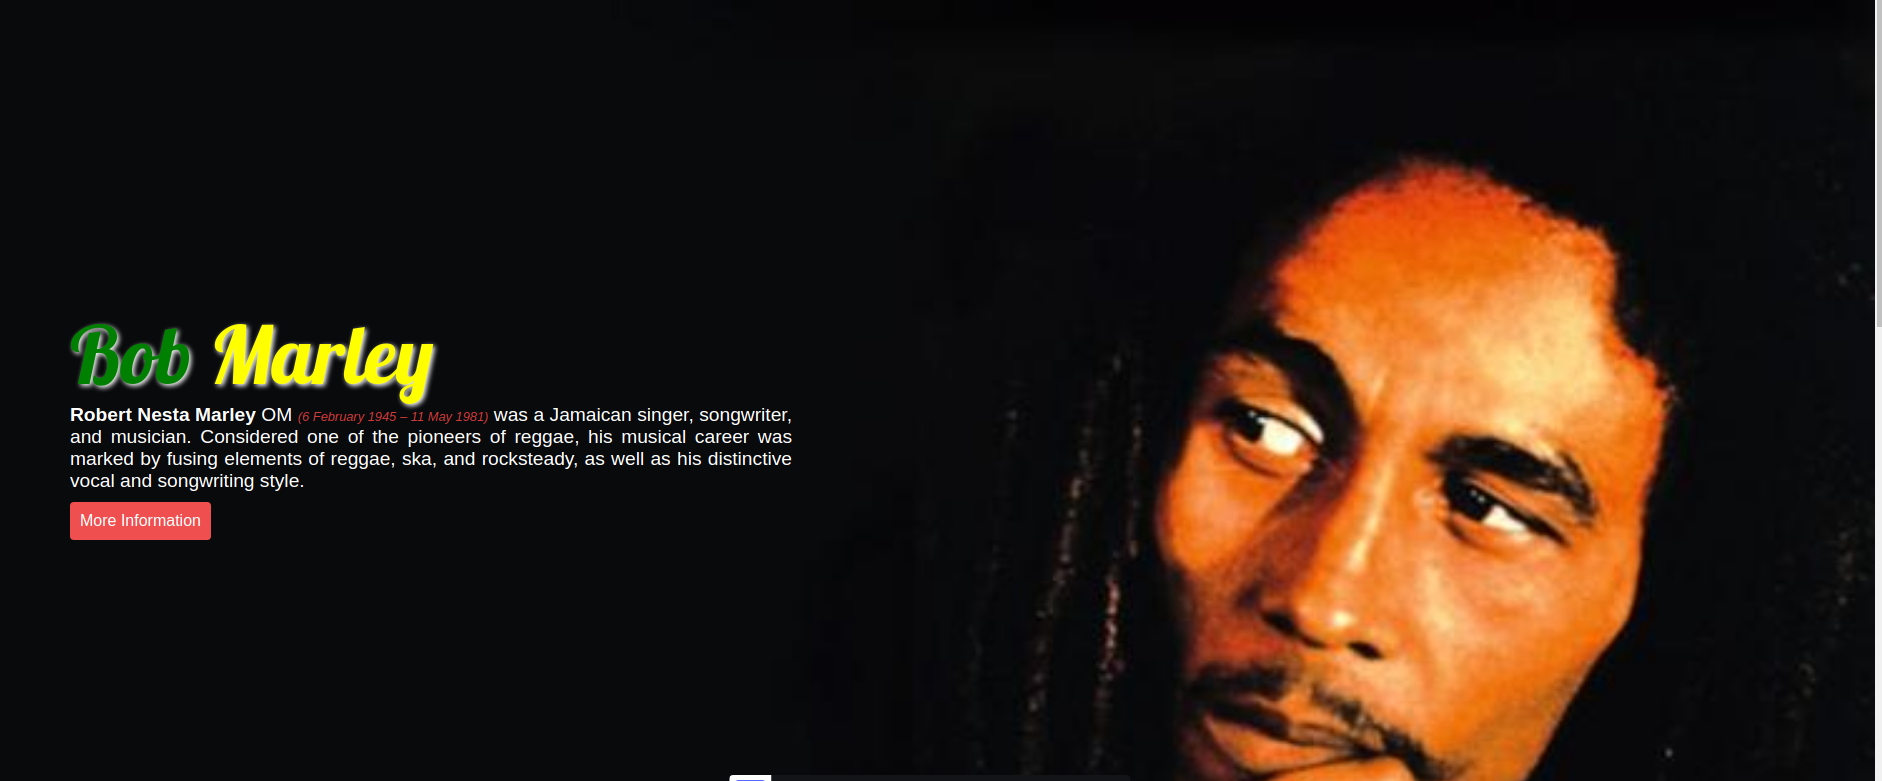 Bob Marley
Robert Nesta Marley OM (6 February 1945 – 11 May 1981) was a Jamaican singer, songwriter,
and musician. Considered one of the pioneers of reggae, his musical career was
marked by fusing elements of reggae, ska, and rocksteady, as well as his distinctive
vocal and songwriting style.
More Information